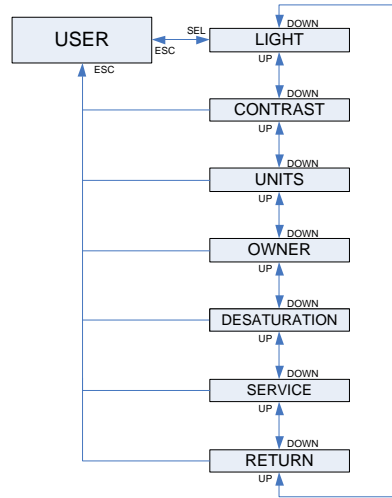 SEL
DOWN
USER
LIGHT
ESC
UP
ESC
DOWN
CONTRAST
UP
DOWN
UNITS
UP
DOWN
OWNER
UP
DOWN
DESATURATION
UP
DOWN
SERVICE
UP
DOWN
RETURN
UP